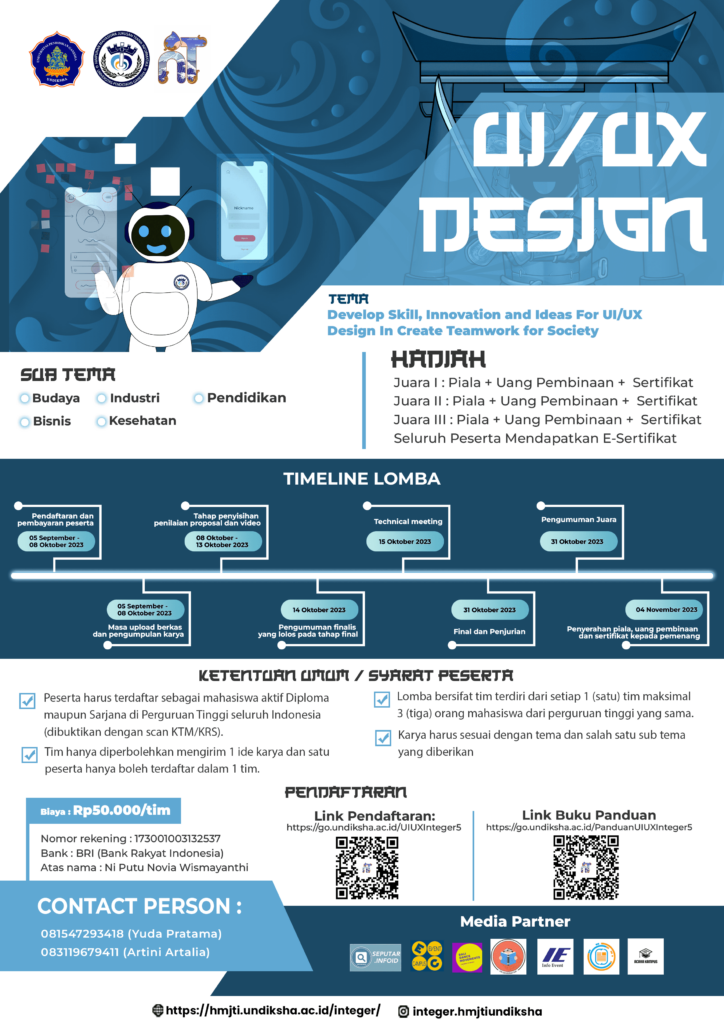 UI/UX
DESIGN
TEMA
Develop Skill, Innovation and Ideas For UI/UX
Design In Create Teamwork for Society
SUB TEMA
Budaya
Industri
Pendidikan
Bisnis
Kesehatan
HADIAH
Juara I : Piala + Uang Pembinaan + Sertifikat
Juara II : Piala + Uang Pembinaan + Sertifikat
Juara III : Piala + Uang Pembinaan + Sertifikat
Seluruh Peserta Mendapatkan E-Sertifikat
TIMELINE LOMBA
Pendaftaran dan
pembayaran peserta
05 September -
08 Oktober 2023
Tahap penyisihan
penilaian proposal dan video
08 Oktober -
13 Oktober 2023
Technical meeting
15 Oktober 2023
Pengumuman Juara
31 Oktober 2023
05 September -
08 Oktober 2023
Masa upload berkas
dan pengumpulan karya
14 Oktober 2023
Pengumuman finalis
yang lolos pada tahap final
31 Oktober 2023
Final dan Penjurian
04 November 2023
Penyerahan piala, uang pembinaan
dan sertifikat kepada pemenang
KETENTUAN UMUM / SYARAT PESERTA
Peserta harus terdaftar sebagai mahasiswa aktif Diploma
maupun Sarjana di Perguruan Tinggi seluruh Indonesia
(dibuktikan dengan scan KTM/KRS).
Tim hanya diperbolehkan mengirim 1 ide karya dan satu
peserta hanya boleh terdaftar dalam 1 tim.
Lomba bersifat tim terdiri dari setiap 1 (satu) tim maksimal
3 (tiga) orang mahasiswa dari perguruan tinggi yang sama.
Karya harus sesuai dengan tema dan salah satu sub tema
yang diberikan
PENDAFTARAN
Biaya : Rp50.000/tim
Nomor rekening : 173001003132537
Bank : BRI (Bank Rakyat Indonesia)
Atas nama : Ni Putu Novia Wismayanthi
Link Pendaftaran:
https://go.undiksha.ac.id/UIUXInteger5
Link Buku Panduan
https://go.undiksha.ac.id/PanduanUIUXInteger5
CONTACT PERSON :
081547293418 (Yuda Pratama)
083119679411 (Artini Artalia)
Media Partner
SEPUTAR
.INFOID
IE
Info Event
https://hmjti.undiksha.ac.id/integer/
integer.hmjtiundiksha